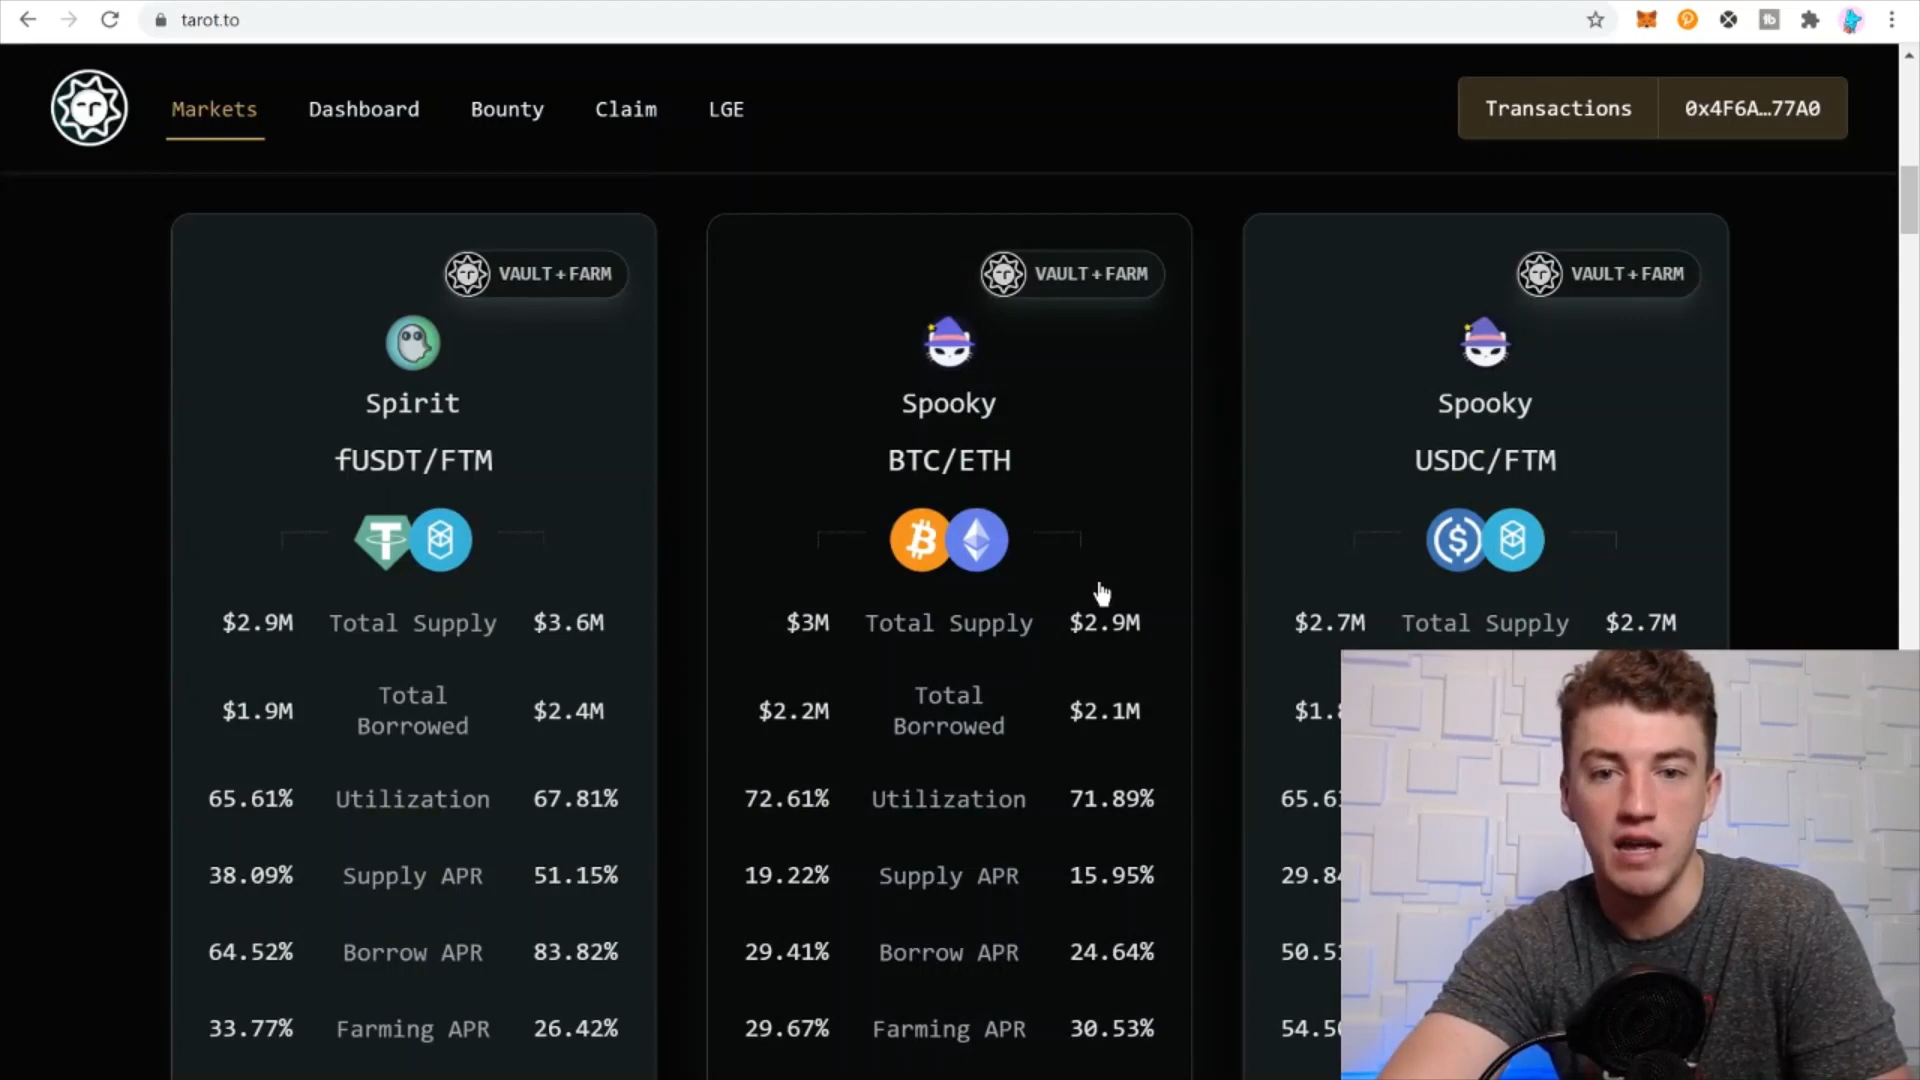 tarot.to
Markets
Dashboard
Bounty
Claim
LGE
Transactions
0x4F6A...77A0
VAULT+FARM
Spirit
fUSDT/FTM
$2.9M Total Supply $3.6M
$1.9M Total Borrowed $2.4M
65.61% Utilization 67.81%
38.09% Supply APR 51.15%
64.52% Borrow APR 83.82%
33.77% Farming APR 26.42%
VAULT+FARM
Spooky
BTC/ETH
$3M Total Supply $2.9M
$2.2M Total Borrowed $2.1M
72.61% Utilization 71.89%
19.22% Supply APR 15.95%
29.41% Borrow APR 24.64%
29.67% Farming APR 30.53%
VAULT+FARM
Spooky
USDC/FTM
$2.7M Total Supply $2.7M